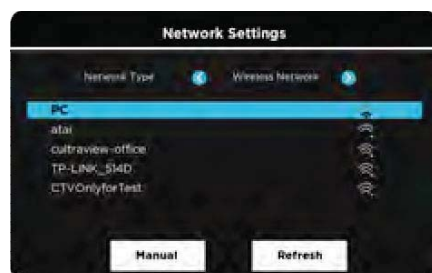 Network Settings
Network Type Wireless Network
PC
atai
cultraview-office
TP-LINK_514D
CTVOnlyforTest
Manual Refresh